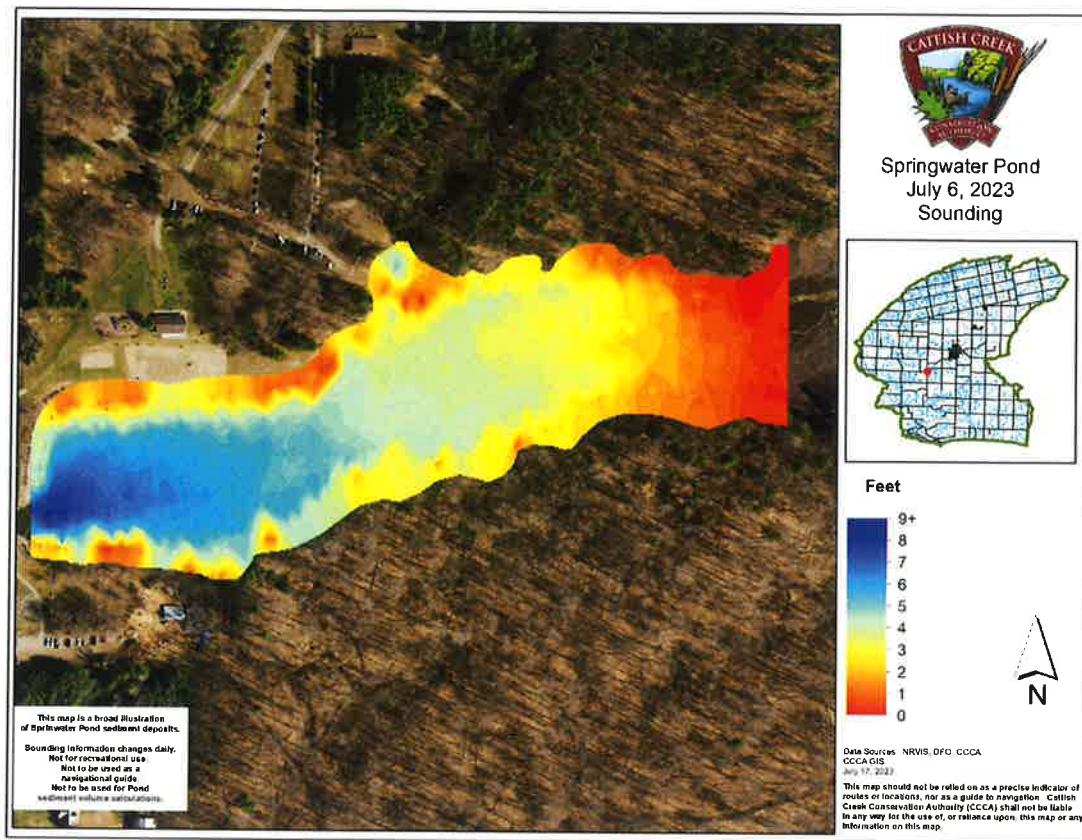 CATFISH CREEK
CONSERVATION
AUTHORITY
Springwater Pond
July 6, 2023
Sounding
Feet
9+
8
7
6
5
4
3
2
1
0
N
This map is a broad illustration
of Sprinwater Pond sediment deposits.
Sounding information changes daily.
Not for recreational use.
Not to be used as a
navigational guide
Not to be used for Pond
sediment volume calculations.
Data Sources NRVIS, DFO, CCCA
CCCA GIS
July 17, 2023
This map should not be relied on as a precise indicator of
routes or locations, nor as a guide to navigation. Catfish
Creek Conservation Authority (CCCA) shall not be liable
in any way for the use of, or reliance upon, this map or any
information on this map.